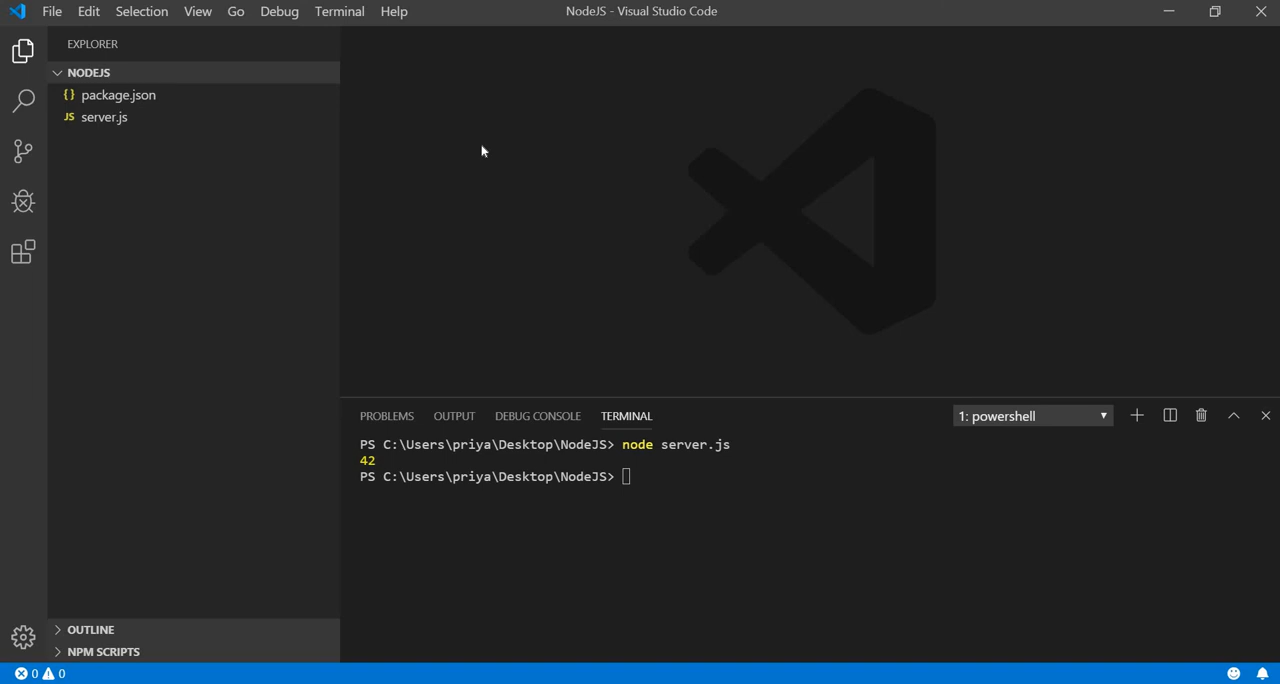 File Edit Selection View Go Debug Terminal Help
NodeJS - Visual Studio Code
EXPLORER
NODEJS
{} package.json
JS server.js
OUTLINE
NPM SCRIPTS
PROBLEMS OUTPUT DEBUG CONSOLE TERMINAL
1: powershell
PS C:\Users\priya\Desktop\NodeJS> node server.js
42
PS C:\Users\priya\Desktop\NodeJS>
0 0